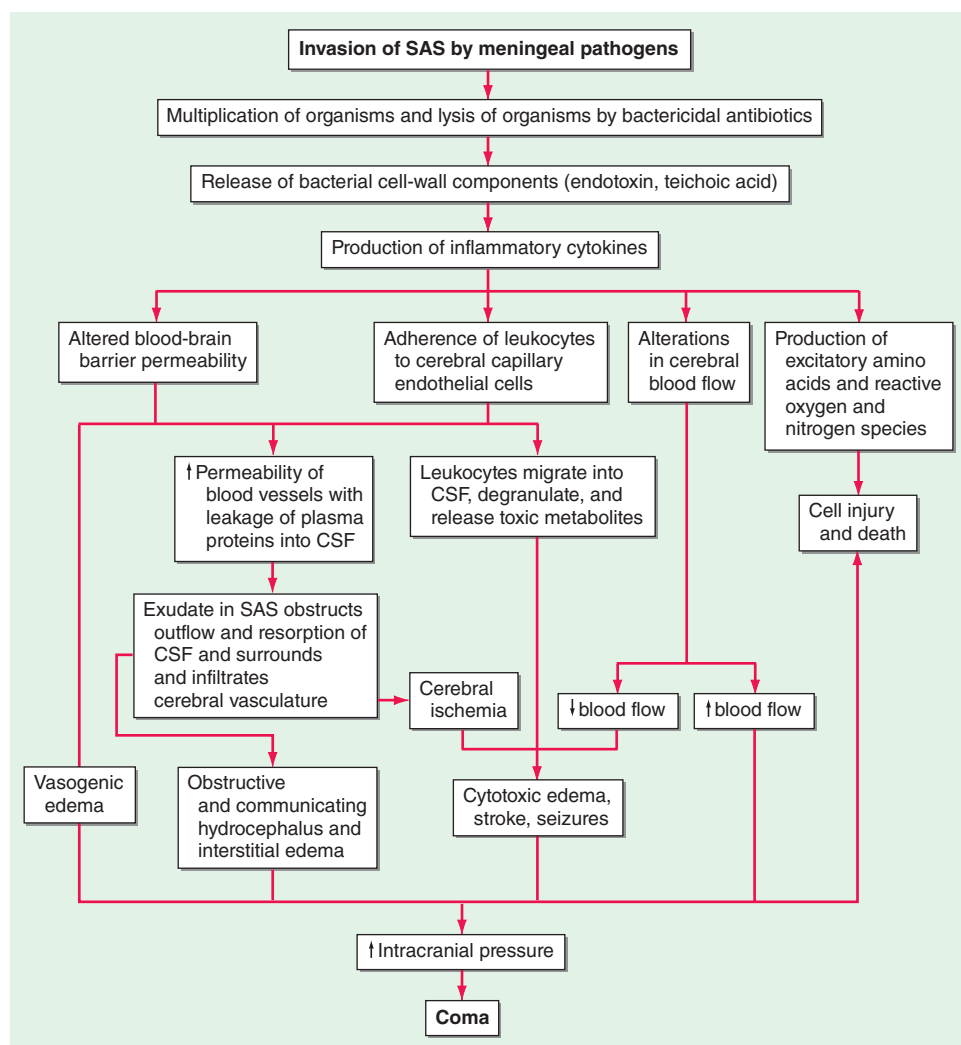 Invasion of SAS by meningeal pathogens
Multiplication of organisms and lysis of organisms by bactericidal antibiotics
Release of bacterial cell-wall components (endotoxin, teichoic acid)
Production of inflammatory cytokines
Altered blood-brain
barrier permeability
Adherence of leukocytes
to cerebral capillary
endothelial cells
Alterations
in cerebral
blood flow
Production of
excitatory amino
acids and reactive
oxygen and
nitrogen species
↑Permeability of
blood vessels with
leakage of plasma
proteins into CSF
Leukocytes migrate into
CSF, degranulate, and
release toxic metabolites
Cell injury
and death
Exudate in SAS obstructs
outflow and resorption of
CSF and surrounds
and infiltrates
cerebral vasculature
Cerebral
ischemia
↓blood flow
↑blood flow
Vasogenic
edema
Obstructive
and communicating
hydrocephalus and
interstitial edema
Cytotoxic edema,
stroke, seizures
↑Intracranial pressure
Coma